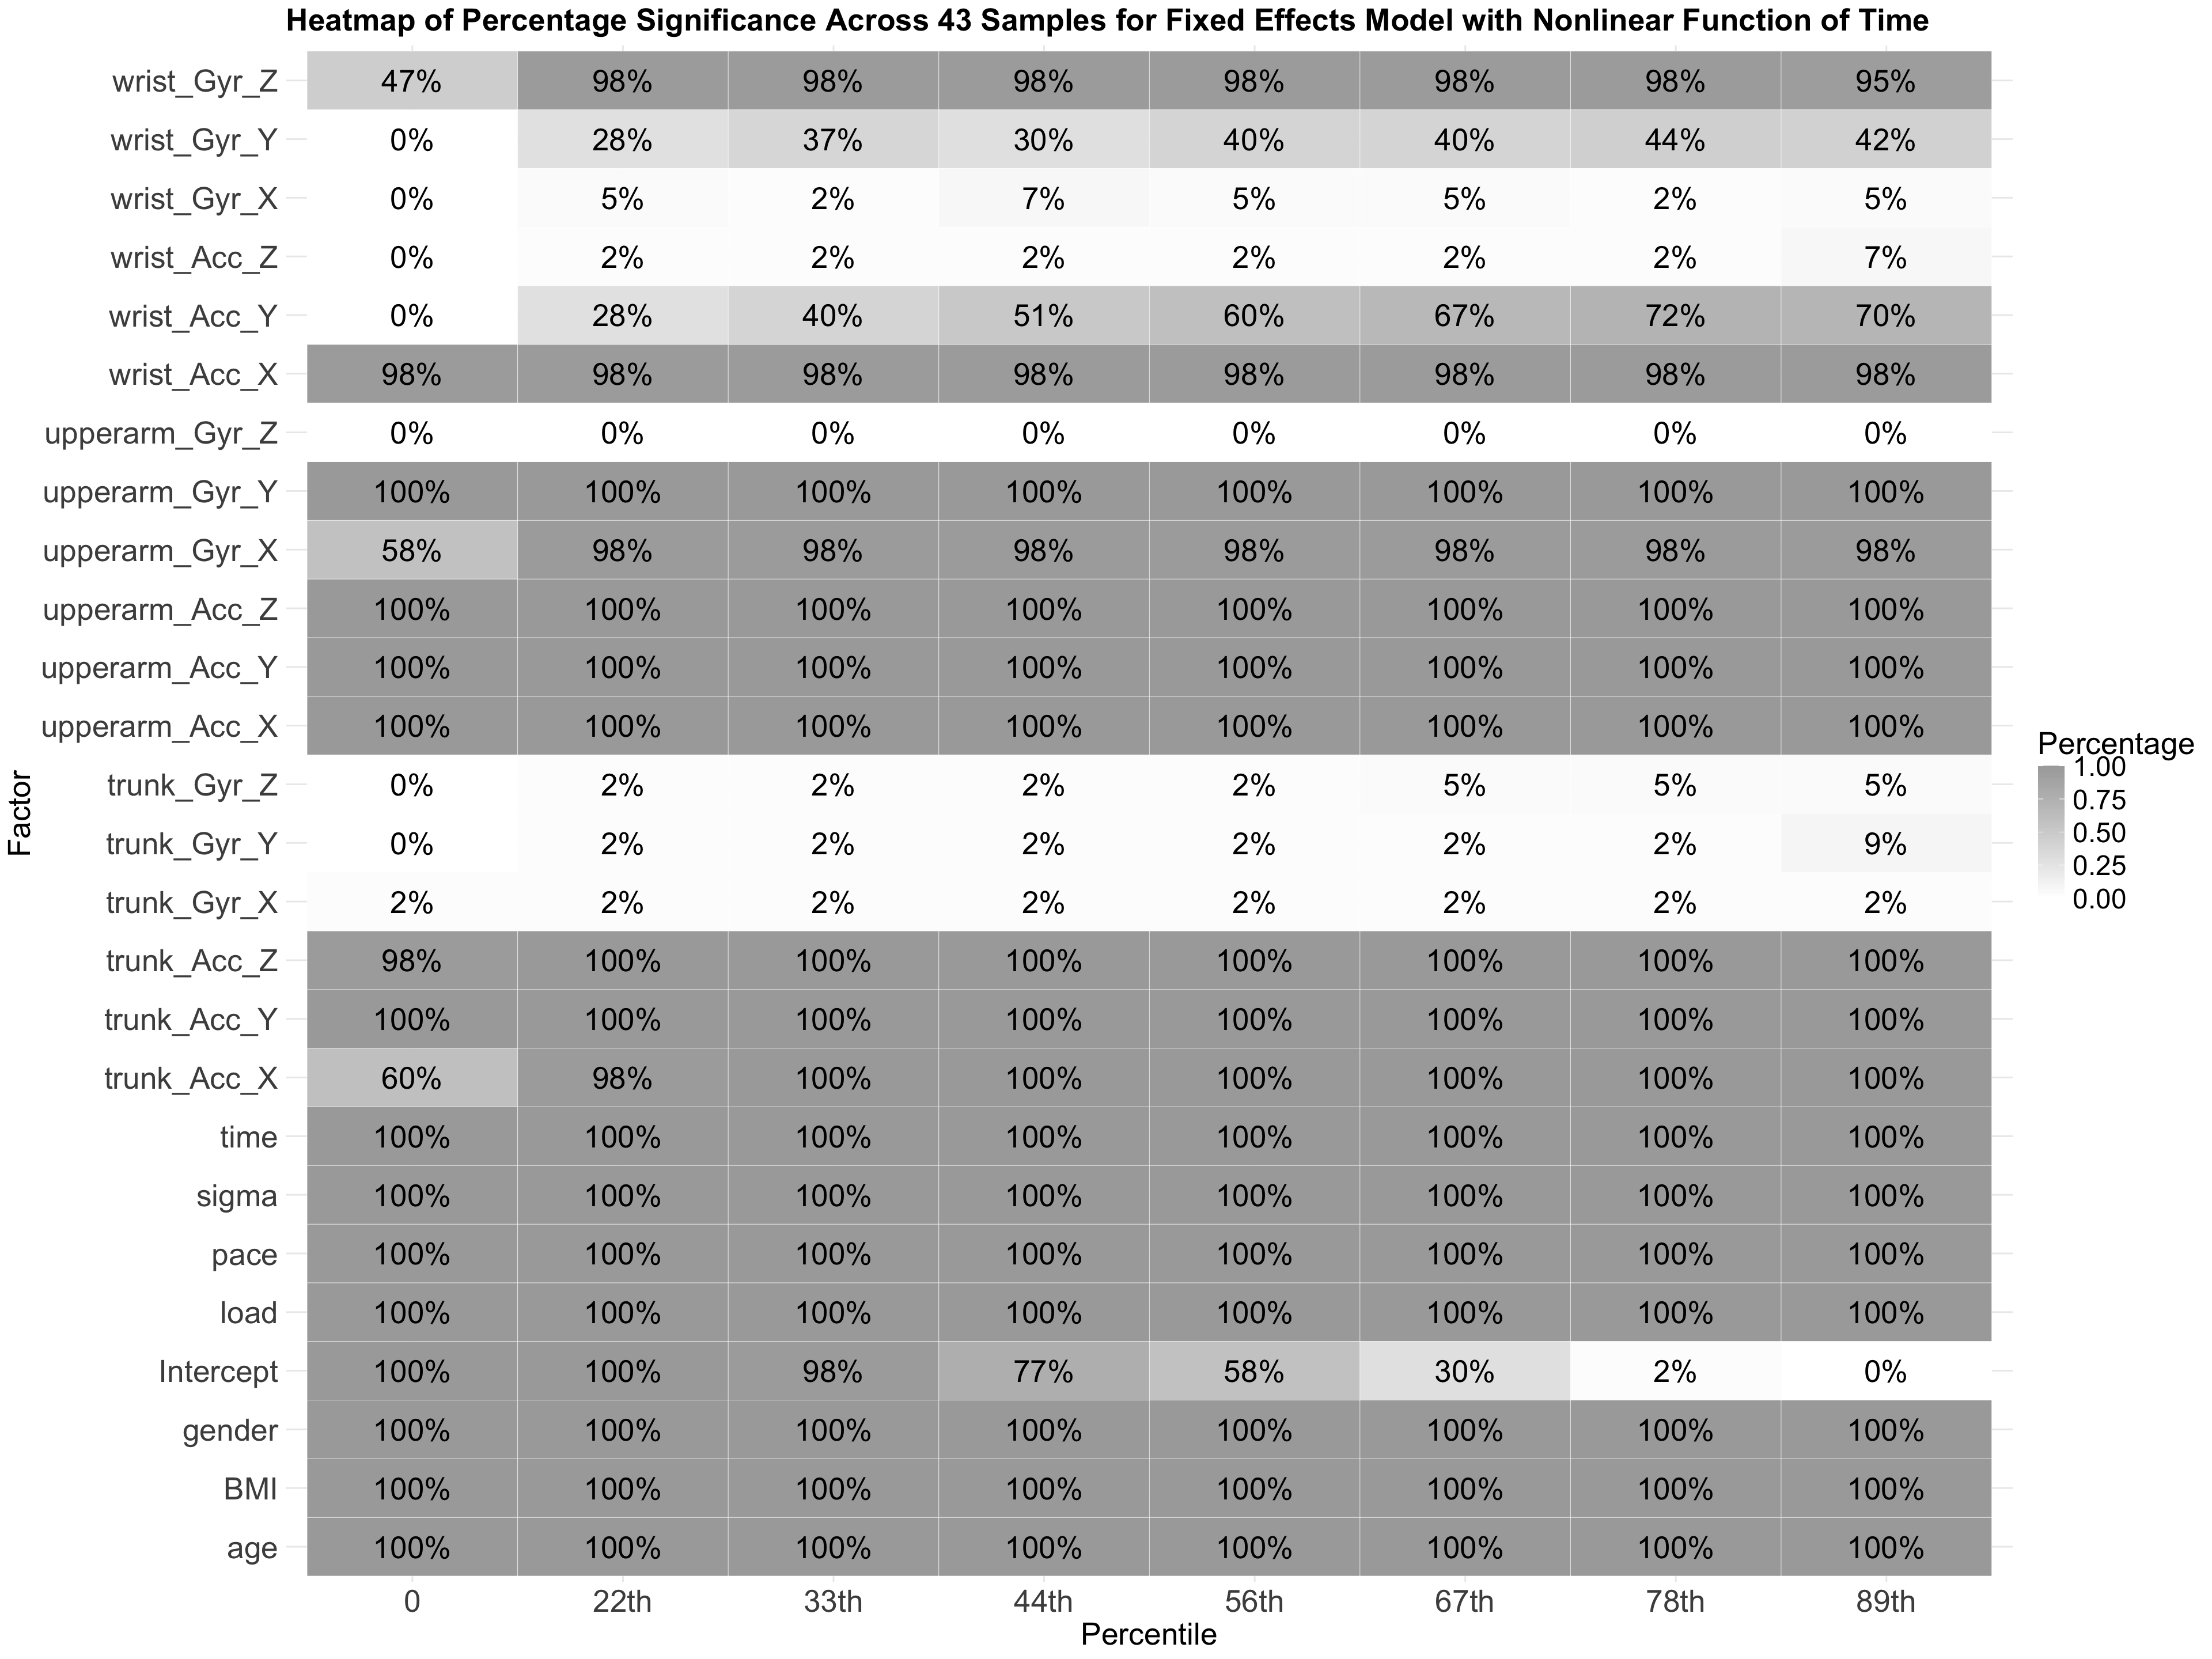 Heatmap of Percentage Significance Across 43 Samples for Fixed Effects Model with Nonlinear Function of Time
wrist_Gyr_Z 47% 98% 98% 98% 98% 98% 98% 95%
wrist_Gyr_Y 0% 28% 37% 30% 40% 40% 44% 42%
wrist_Gyr_X 0% 5% 2% 7% 5% 5% 2% 5%
wrist_Acc_Z 0% 2% 2% 2% 2% 2% 2% 7%
wrist_Acc_Y 0% 28% 40% 51% 60% 67% 72% 70%
wrist_Acc_X 98% 98% 98% 98% 98% 98% 98% 98%
upperarm_Gyr_Z 0% 0% 0% 0% 0% 0% 0% 0%
upperarm_Gyr_Y 100% 100% 100% 100% 100% 100% 100% 100%
upperarm_Gyr_X 58% 98% 98% 98% 98% 98% 98% 98%
upperarm_Acc_Z 100% 100% 100% 100% 100% 100% 100% 100%
upperarm_Acc_Y 100% 100% 100% 100% 100% 100% 100% 100%
upperarm_Acc_X 100% 100% 100% 100% 100% 100% 100% 100%
trunk_Gyr_Z 0% 2% 2% 2% 2% 5% 5% 5%
trunk_Gyr_Y 0% 2% 2% 2% 2% 2% 2% 9%
trunk_Gyr_X 2% 2% 2% 2% 2% 2% 2% 2%
trunk_Acc_Z 98% 100% 100% 100% 100% 100% 100% 100%
trunk_Acc_Y 100% 100% 100% 100% 100% 100% 100% 100%
trunk_Acc_X 60% 98% 100% 100% 100% 100% 100% 100%
time 100% 100% 100% 100% 100% 100% 100% 100%
sigma 100% 100% 100% 100% 100% 100% 100% 100%
pace 100% 100% 100% 100% 100% 100% 100% 100%
load 100% 100% 100% 100% 100% 100% 100% 100%
Intercept 100% 100% 98% 77% 58% 30% 2% 0%
gender 100% 100% 100% 100% 100% 100% 100% 100%
BMI 100% 100% 100% 100% 100% 100% 100% 100%
age 100% 100% 100% 100% 100% 100% 100% 100%
0 22th 33th 44th 56th 67th 78th 89th
Percentile
Factor
Percentage
1.00
0.75
0.50
0.25
0.00